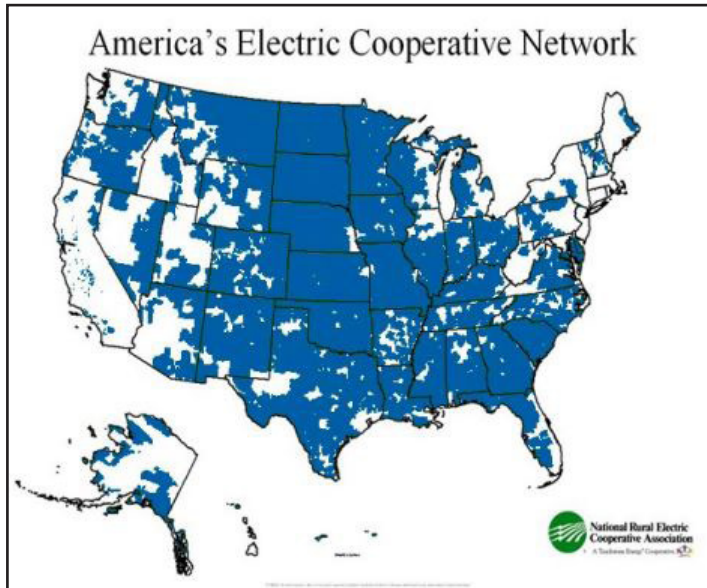 America's Electric Cooperative Network
National Rural Electric
Cooperative Association
A Touchstone Energy® Cooperative